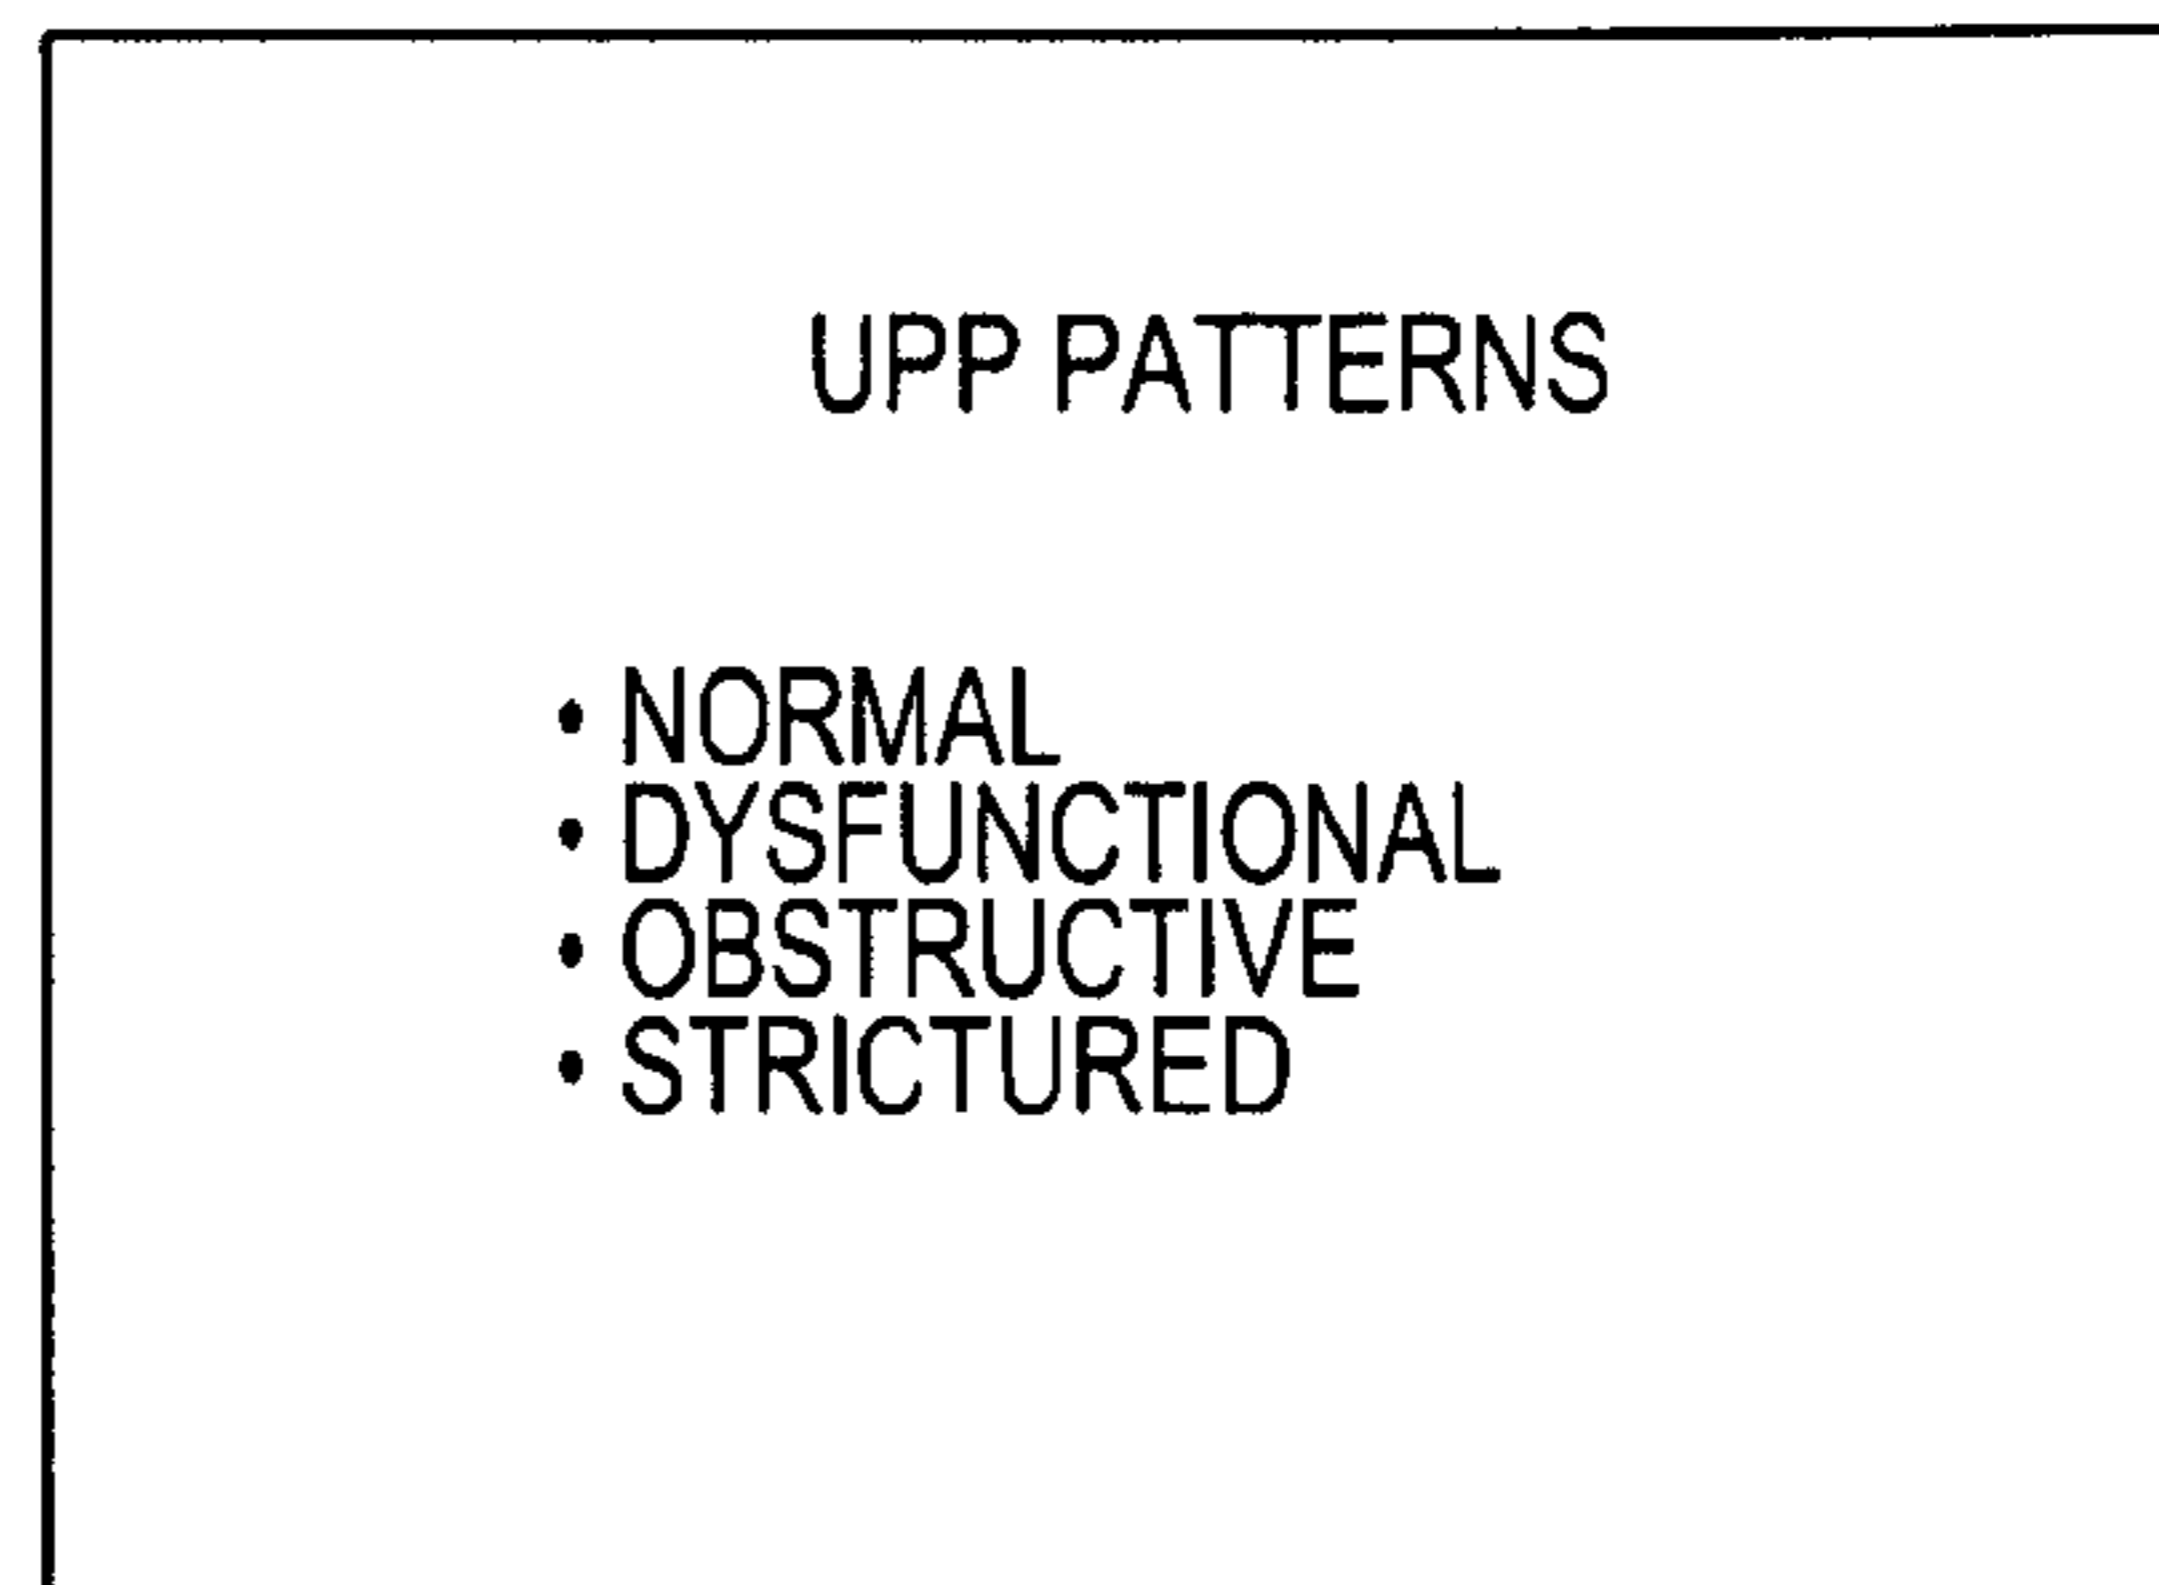 UPP PATTERNS
• NORMAL
• DYSFUNCTIONAL
• OBSTRUCTIVE
• STRICTURED